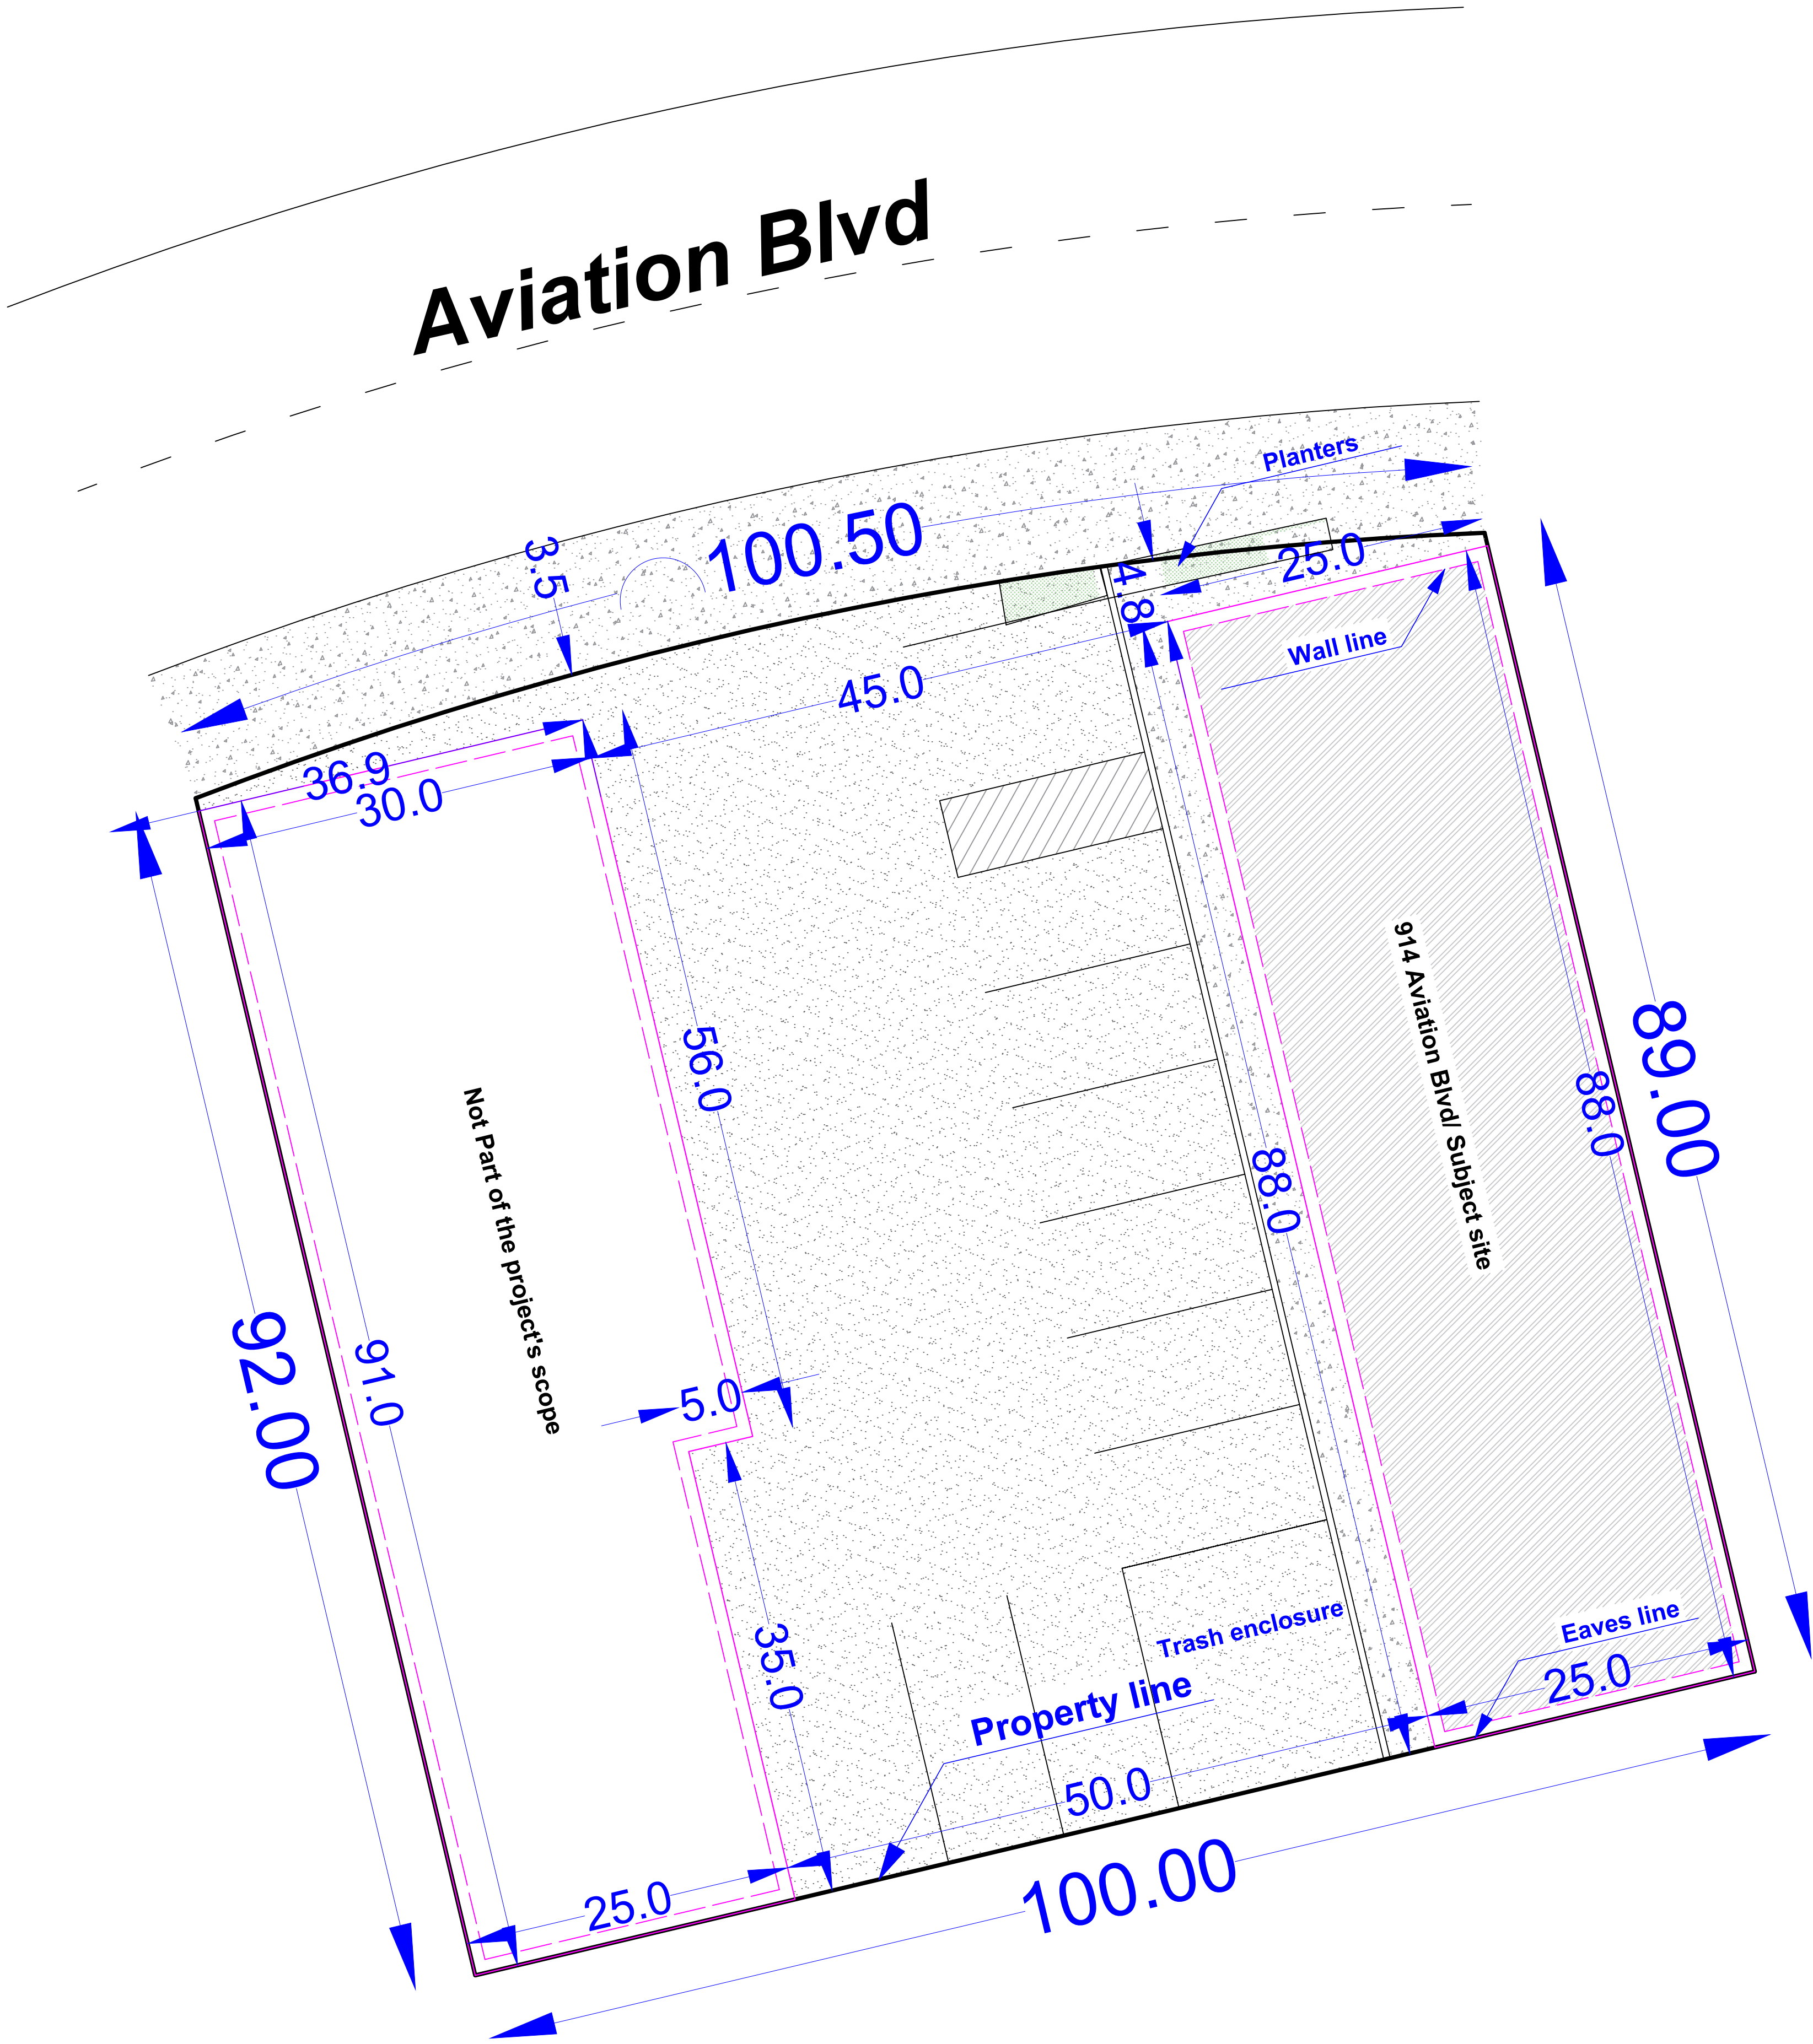 Aviation Blvd
Planters
100.50
3.5
25.0
4.8
Wall line
45.0
36.9
30.0
914 Aviation Blvd/ Subject site
89.00
56.0
88.0
Not Part of the project's scope
88.0
92.00
91.0
5.0
Eaves line
Trash enclosure
35.0
25.0
Property line
50.0
100.00
25.0